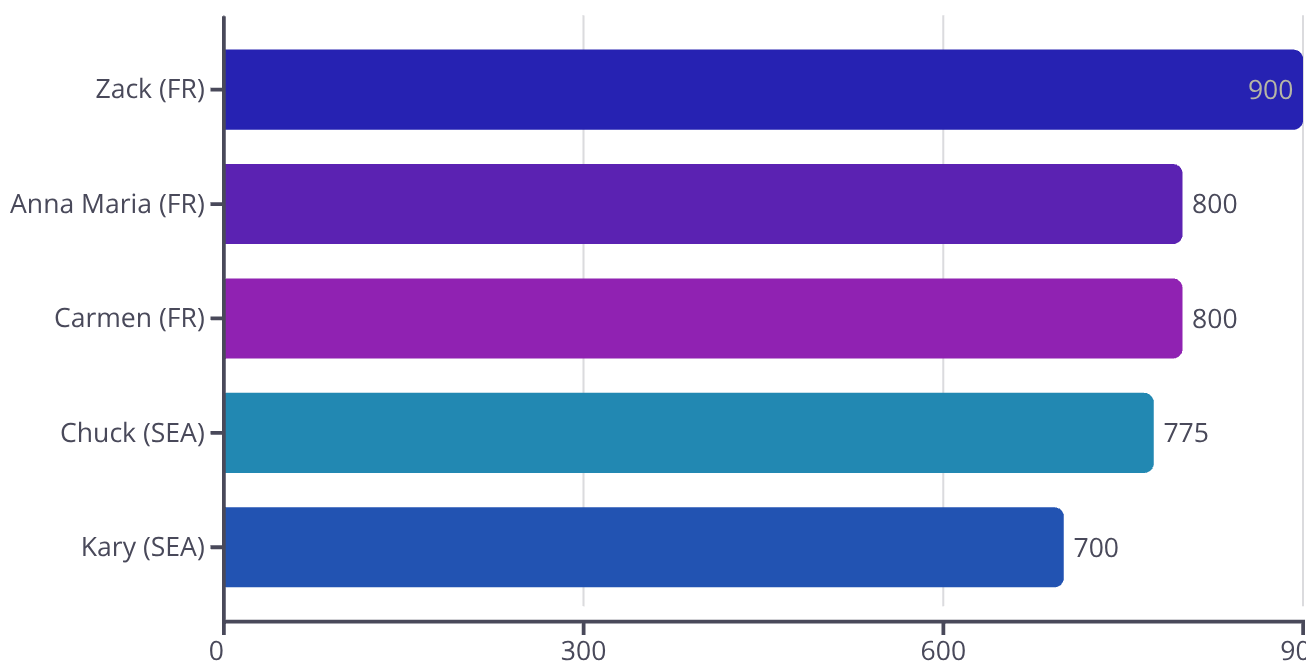 Zack (FR) 900
Anna Maria (FR) 800
Carmen (FR) 800
Chuck (SEA) 775
Kary (SEA) 700
0 300 600 90